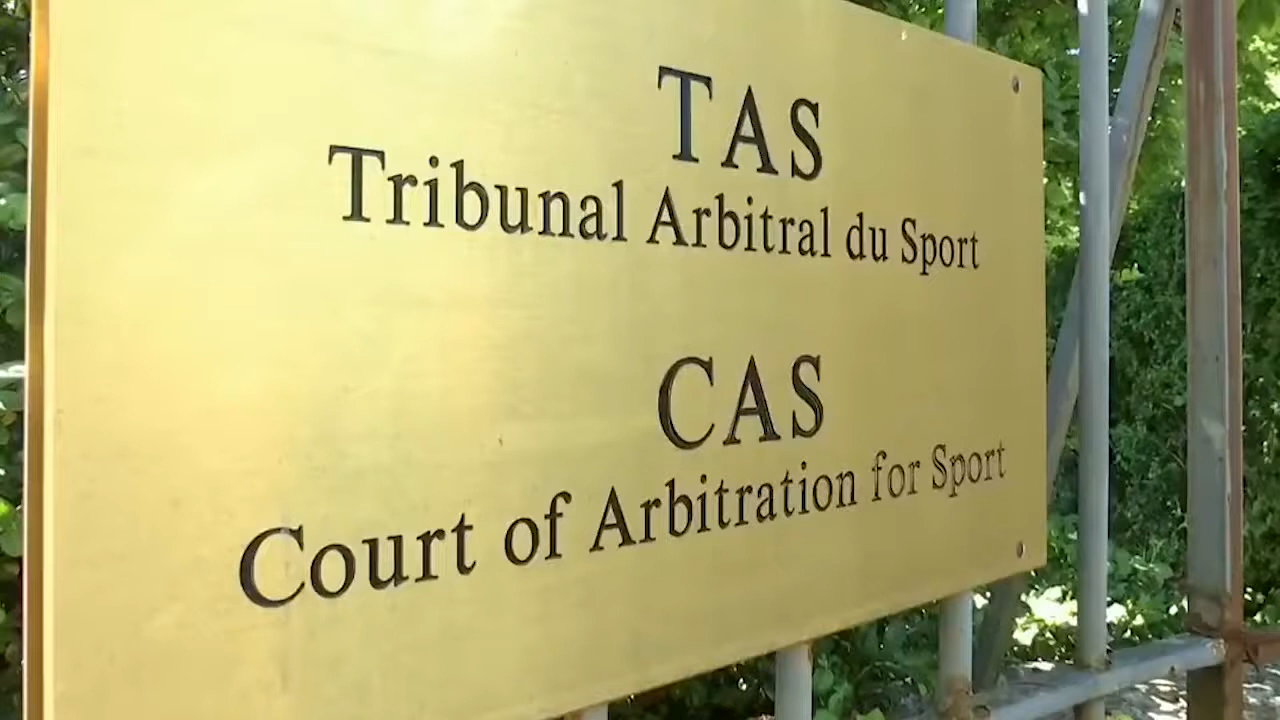 TAS
Tribunal Arbitral du Sport
CAS
Court of Arbitration for Sport